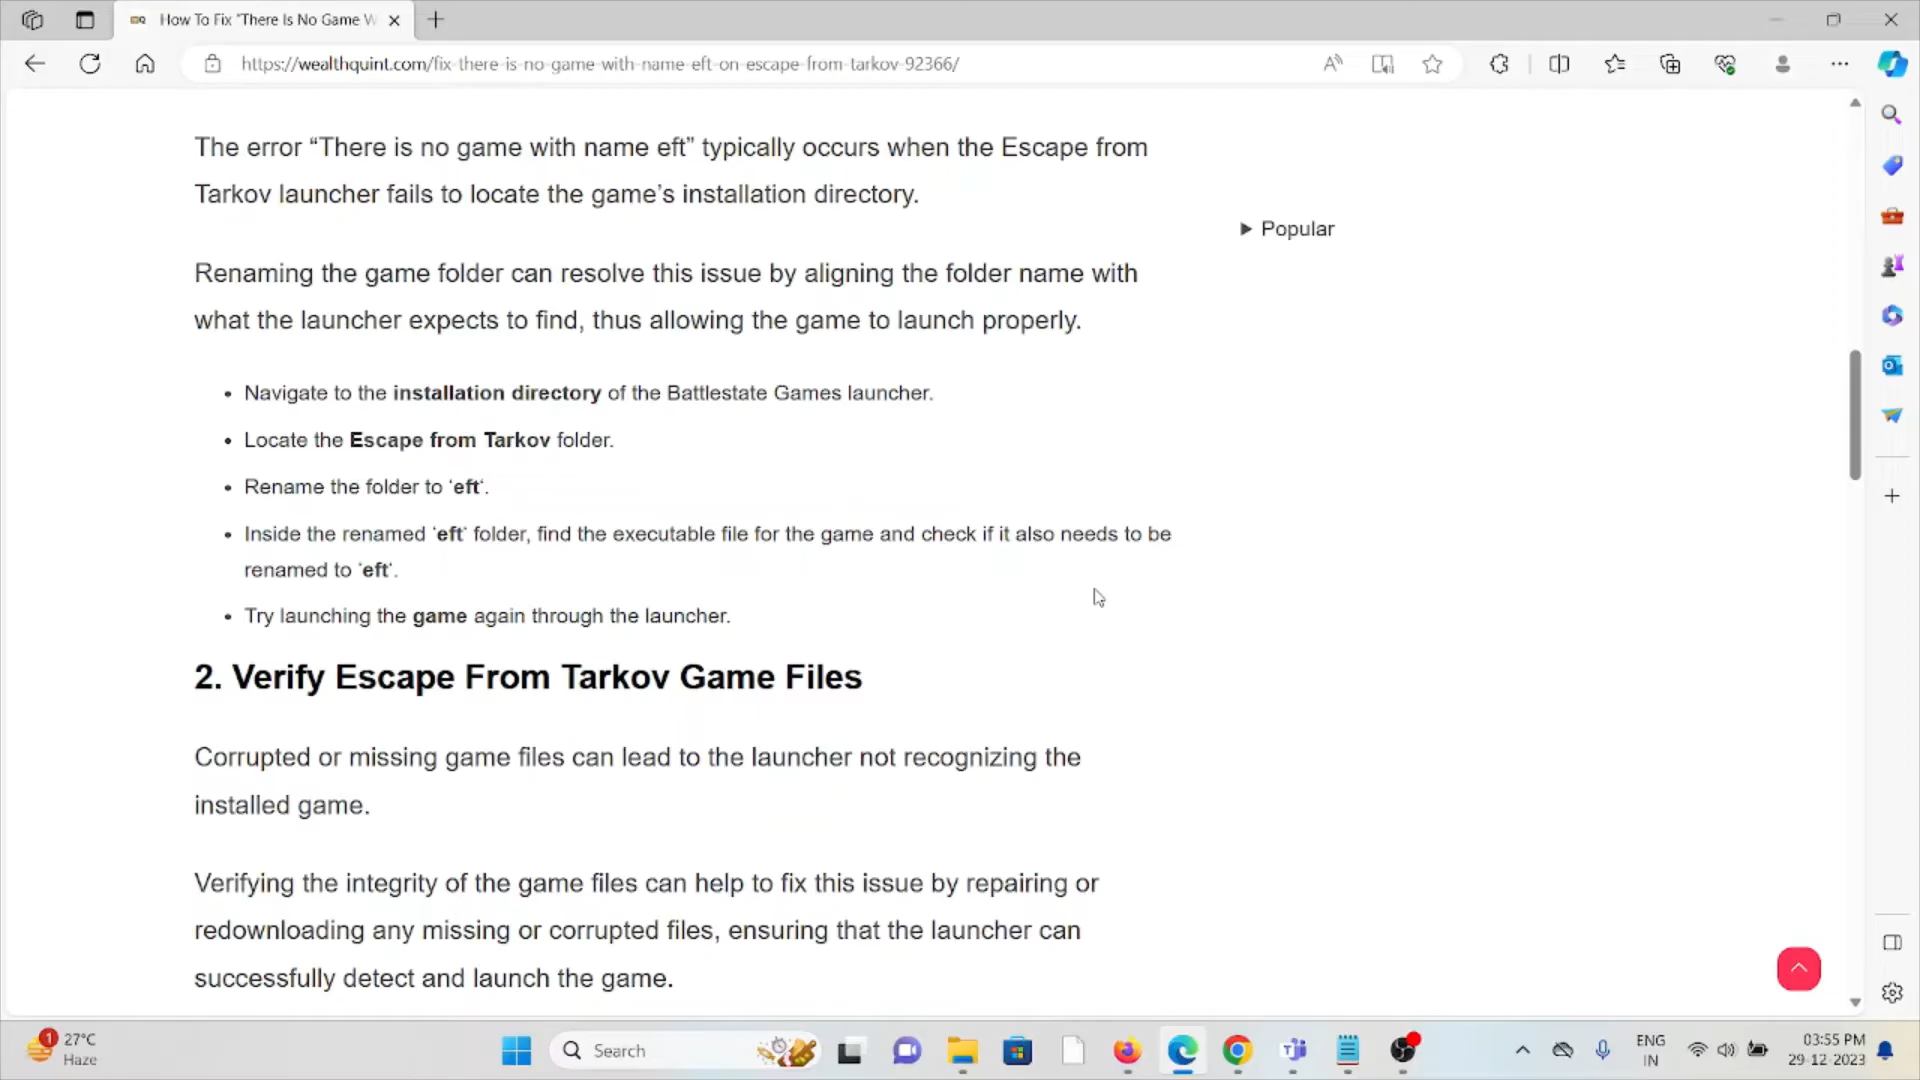 How To Fix "There Is No Game W
https://wealthquint.com/fix-there-is-no-game-with-name-eft-on-escape-from-tarkov-92366/
The error “There is no game with name eft” typically occurs when the Escape from
Tarkov launcher fails to locate the game’s installation directory.
Popular
Renaming the game folder can resolve this issue by aligning the folder name with
what the launcher expects to find, thus allowing the game to launch properly.
• Navigate to the installation directory of the Battlestate Games launcher.
• Locate the Escape from Tarkov folder.
• Rename the folder to ‘eft‘.
• Inside the renamed ‘eft‘ folder, find the executable file for the game and check if it also needs to be
renamed to ‘eft‘.
• Try launching the game again through the launcher.
2. Verify Escape From Tarkov Game Files
Corrupted or missing game files can lead to the launcher not recognizing the
installed game.
Verifying the integrity of the game files can help to fix this issue by repairing or
redownloading any missing or corrupted files, ensuring that the launcher can
successfully detect and launch the game.
1
27°C
Haze
Search
ENG
IN
03:55 PM
29-12-2023